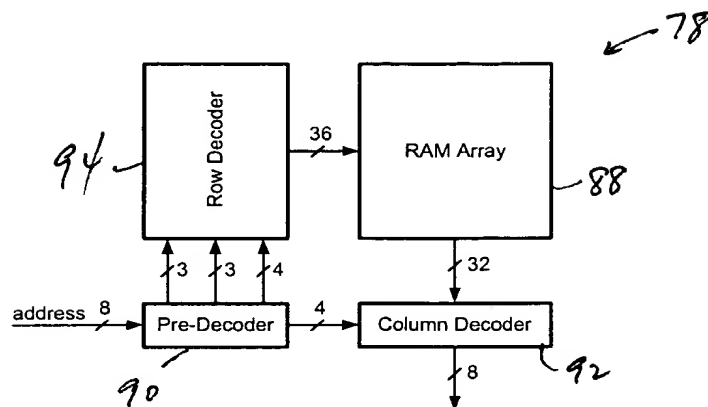 78
Row Decoder
36
RAM Array
94
88
3
3
4
32
address
8
Pre-Decoder
4
Column Decoder
90
8
92